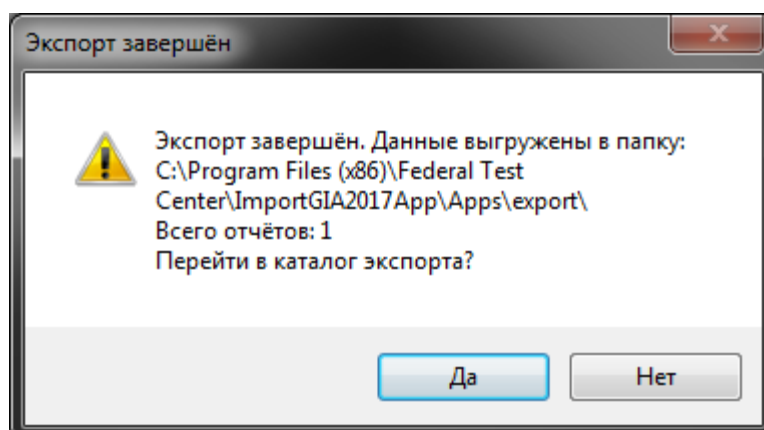 Экспорт завершён
Экспорт завершён. Данные выгружены в папку:
C:\Program Files (x86)\Federal Test
Center\ImportGIA2017App\Apps\export\
Всего отчётов: 1
Перейти в каталог экспорта?
Да
Нет